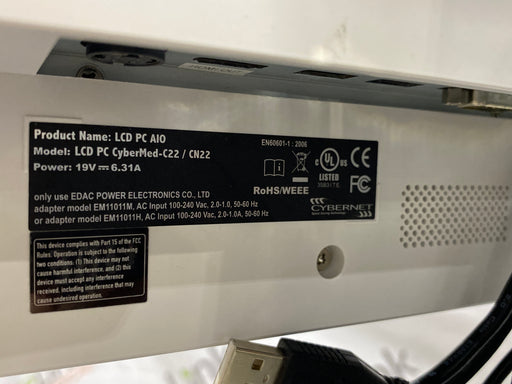 Product Name: LCD PC AIO
Model: LCD PC CyberMed-C22 / CN22
Power: 19V⎓6.31A
EN60601-1 : 2006
c UL US CE
LISTED
FC
RoHS/WEEE
CYBERNET
only use EDAC POWER ELECTRONICS CO., LTD
adapter model EM11011M, AC Input 100-240 Vac, 2.0-1.0, 50-60 Hz
or adapter model EM11011H, AC Input 100-240 Vac, 2.0-1.0A, 50-60 Hz
This device complies with Part 15 of the FCC
Rules. Operation is subject to the following
two conditions: (1) This device may not
cause harmful interference, and (2) this
device must accept any interference
received, including interference that may
cause undesired operation.